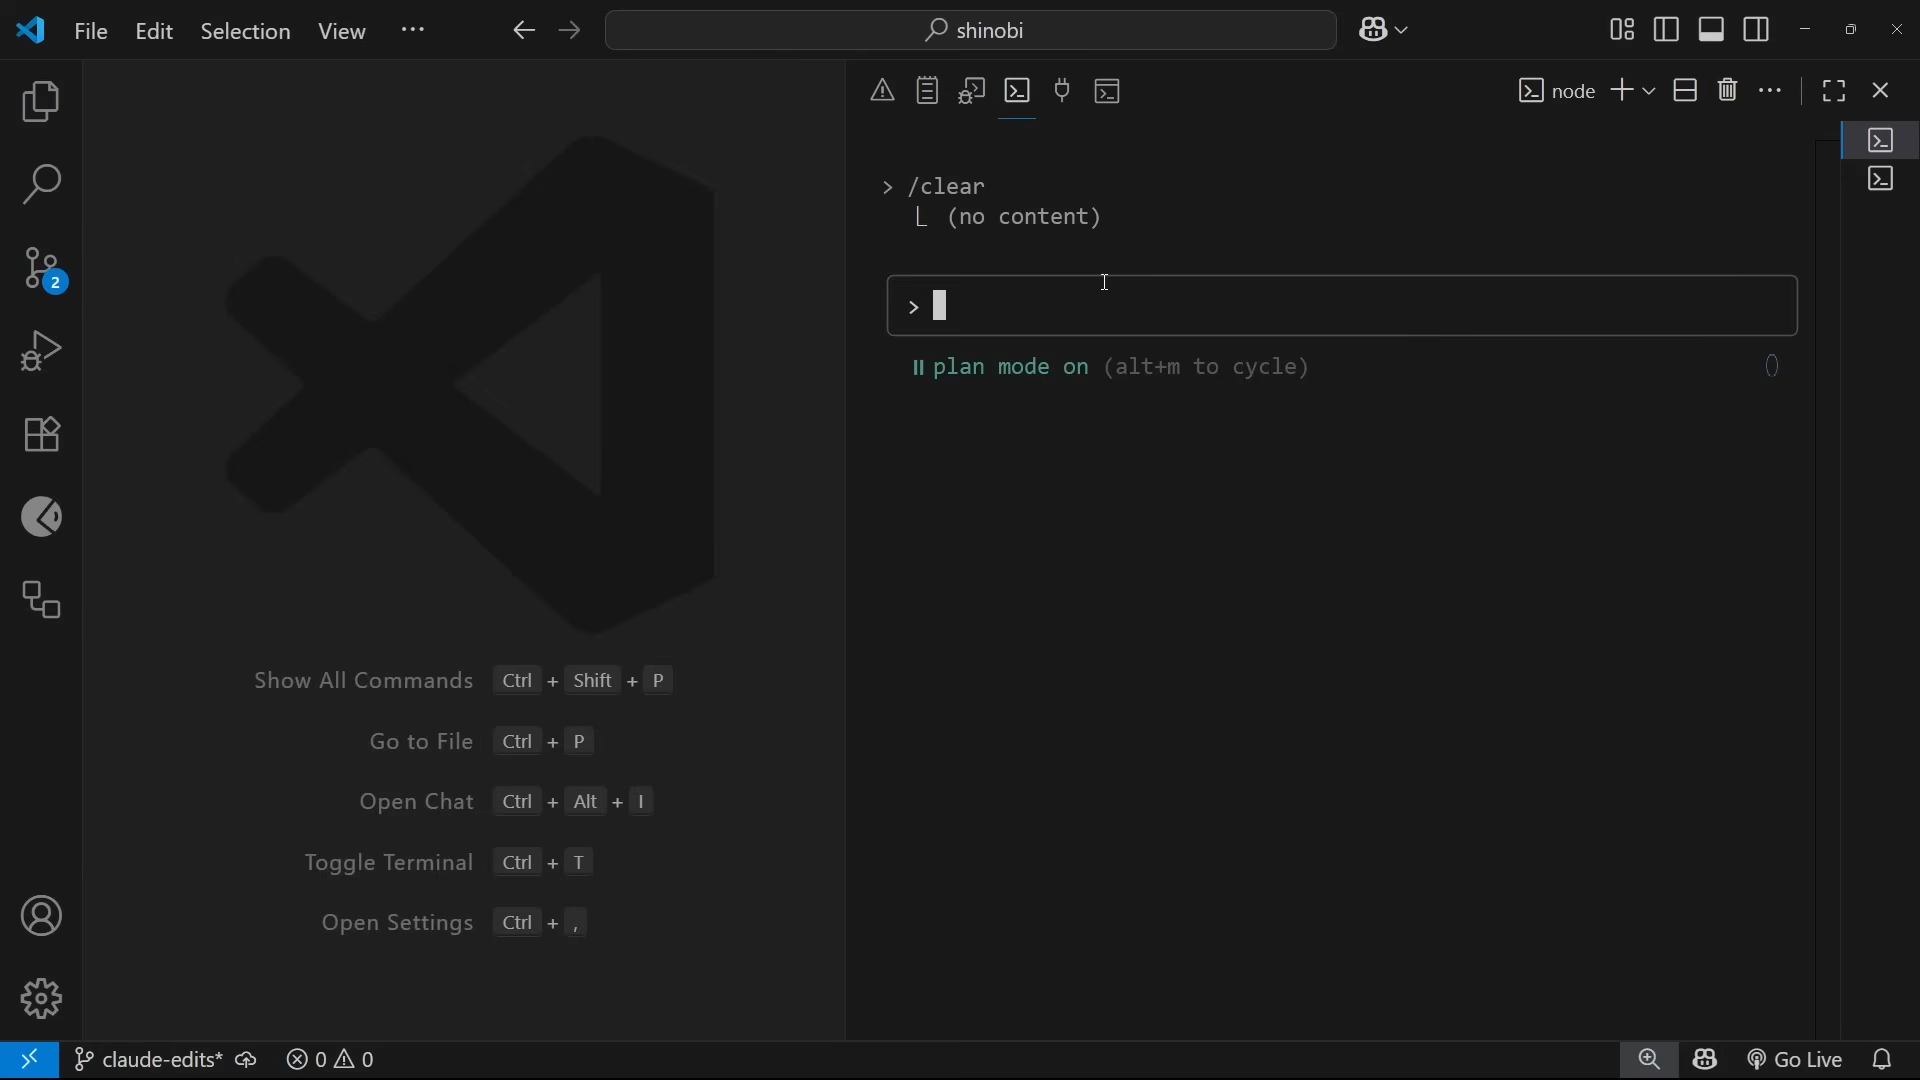 File Edit Selection View ···
shinobi
node
> /clear
⎿ (no content)
>
⏸ plan mode on (alt+m to cycle)
Show All Commands Ctrl + Shift + P
Go to File Ctrl + P
Open Chat Ctrl + Alt + I
Toggle Terminal Ctrl + T
Open Settings Ctrl + ,
2
claude-edits* 0 0
Go Live